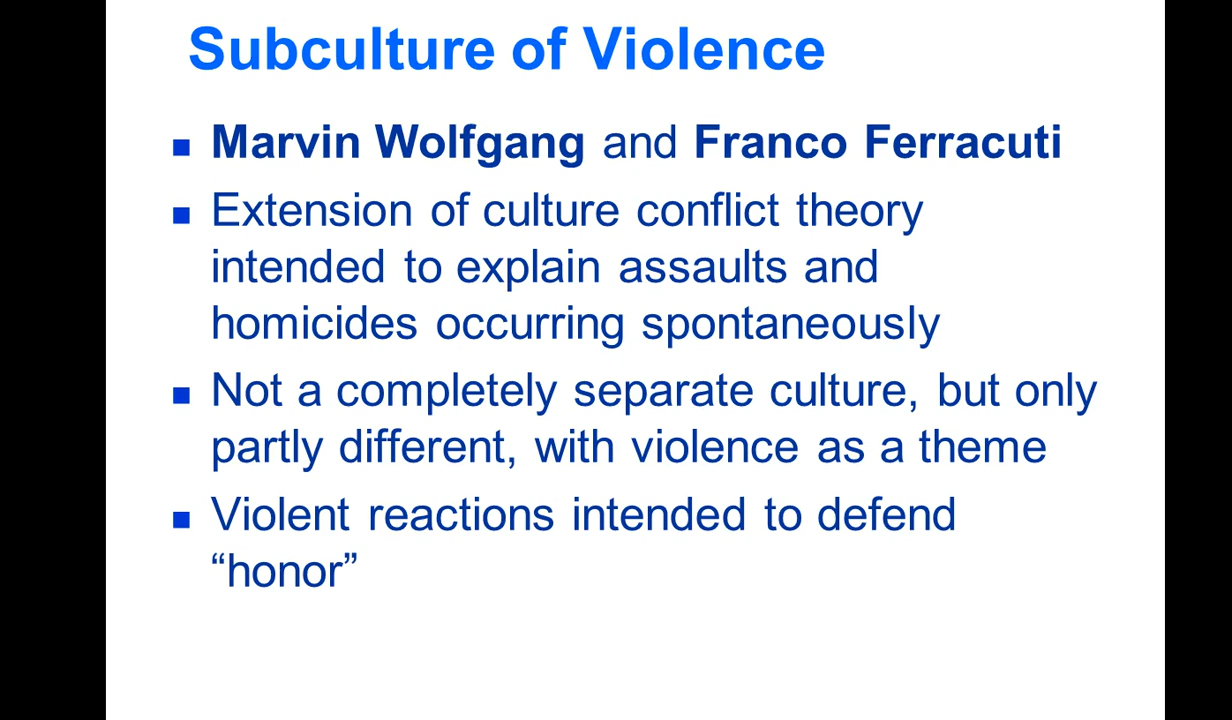 Subculture of Violence
▪ Marvin Wolfgang and Franco Ferracuti
▪ Extension of culture conflict theory
intended to explain assaults and
homicides occurring spontaneously
▪ Not a completely separate culture, but only
partly different, with violence as a theme
▪ Violent reactions intended to defend
“honor”